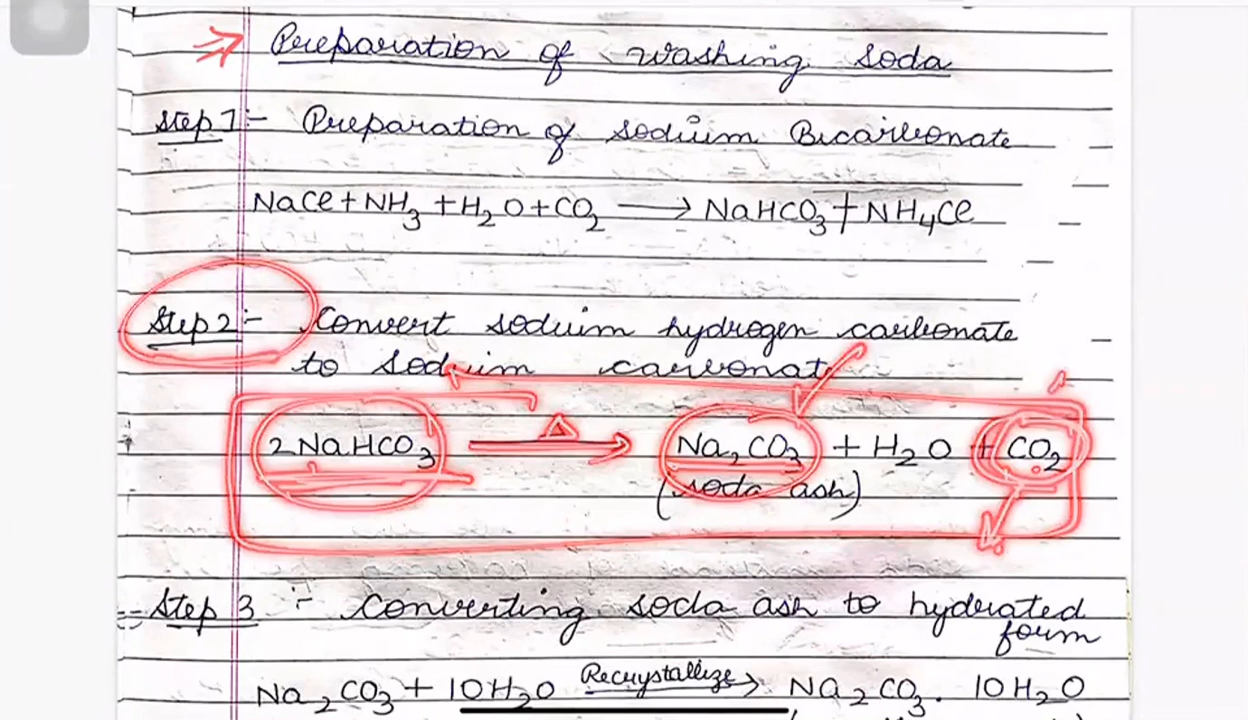 Preparation of washing soda
Step 1:- Preparation of sodium Bicarbonate
NaCl + NH₃ + H₂O + CO₂ → NaHCO₃ + NH₄Cl
Step 2:- Convert sodium hydrogen carbonate
to sodium carbonate
2NaHCO₃ →Δ Na₂CO₃ + H₂O + CO₂
(soda ash)
Step 3 :- Converting soda ash to hydrated
form
Na₂CO₃ + 10H₂O Recrystallize → Na₂CO₃. 10H₂O